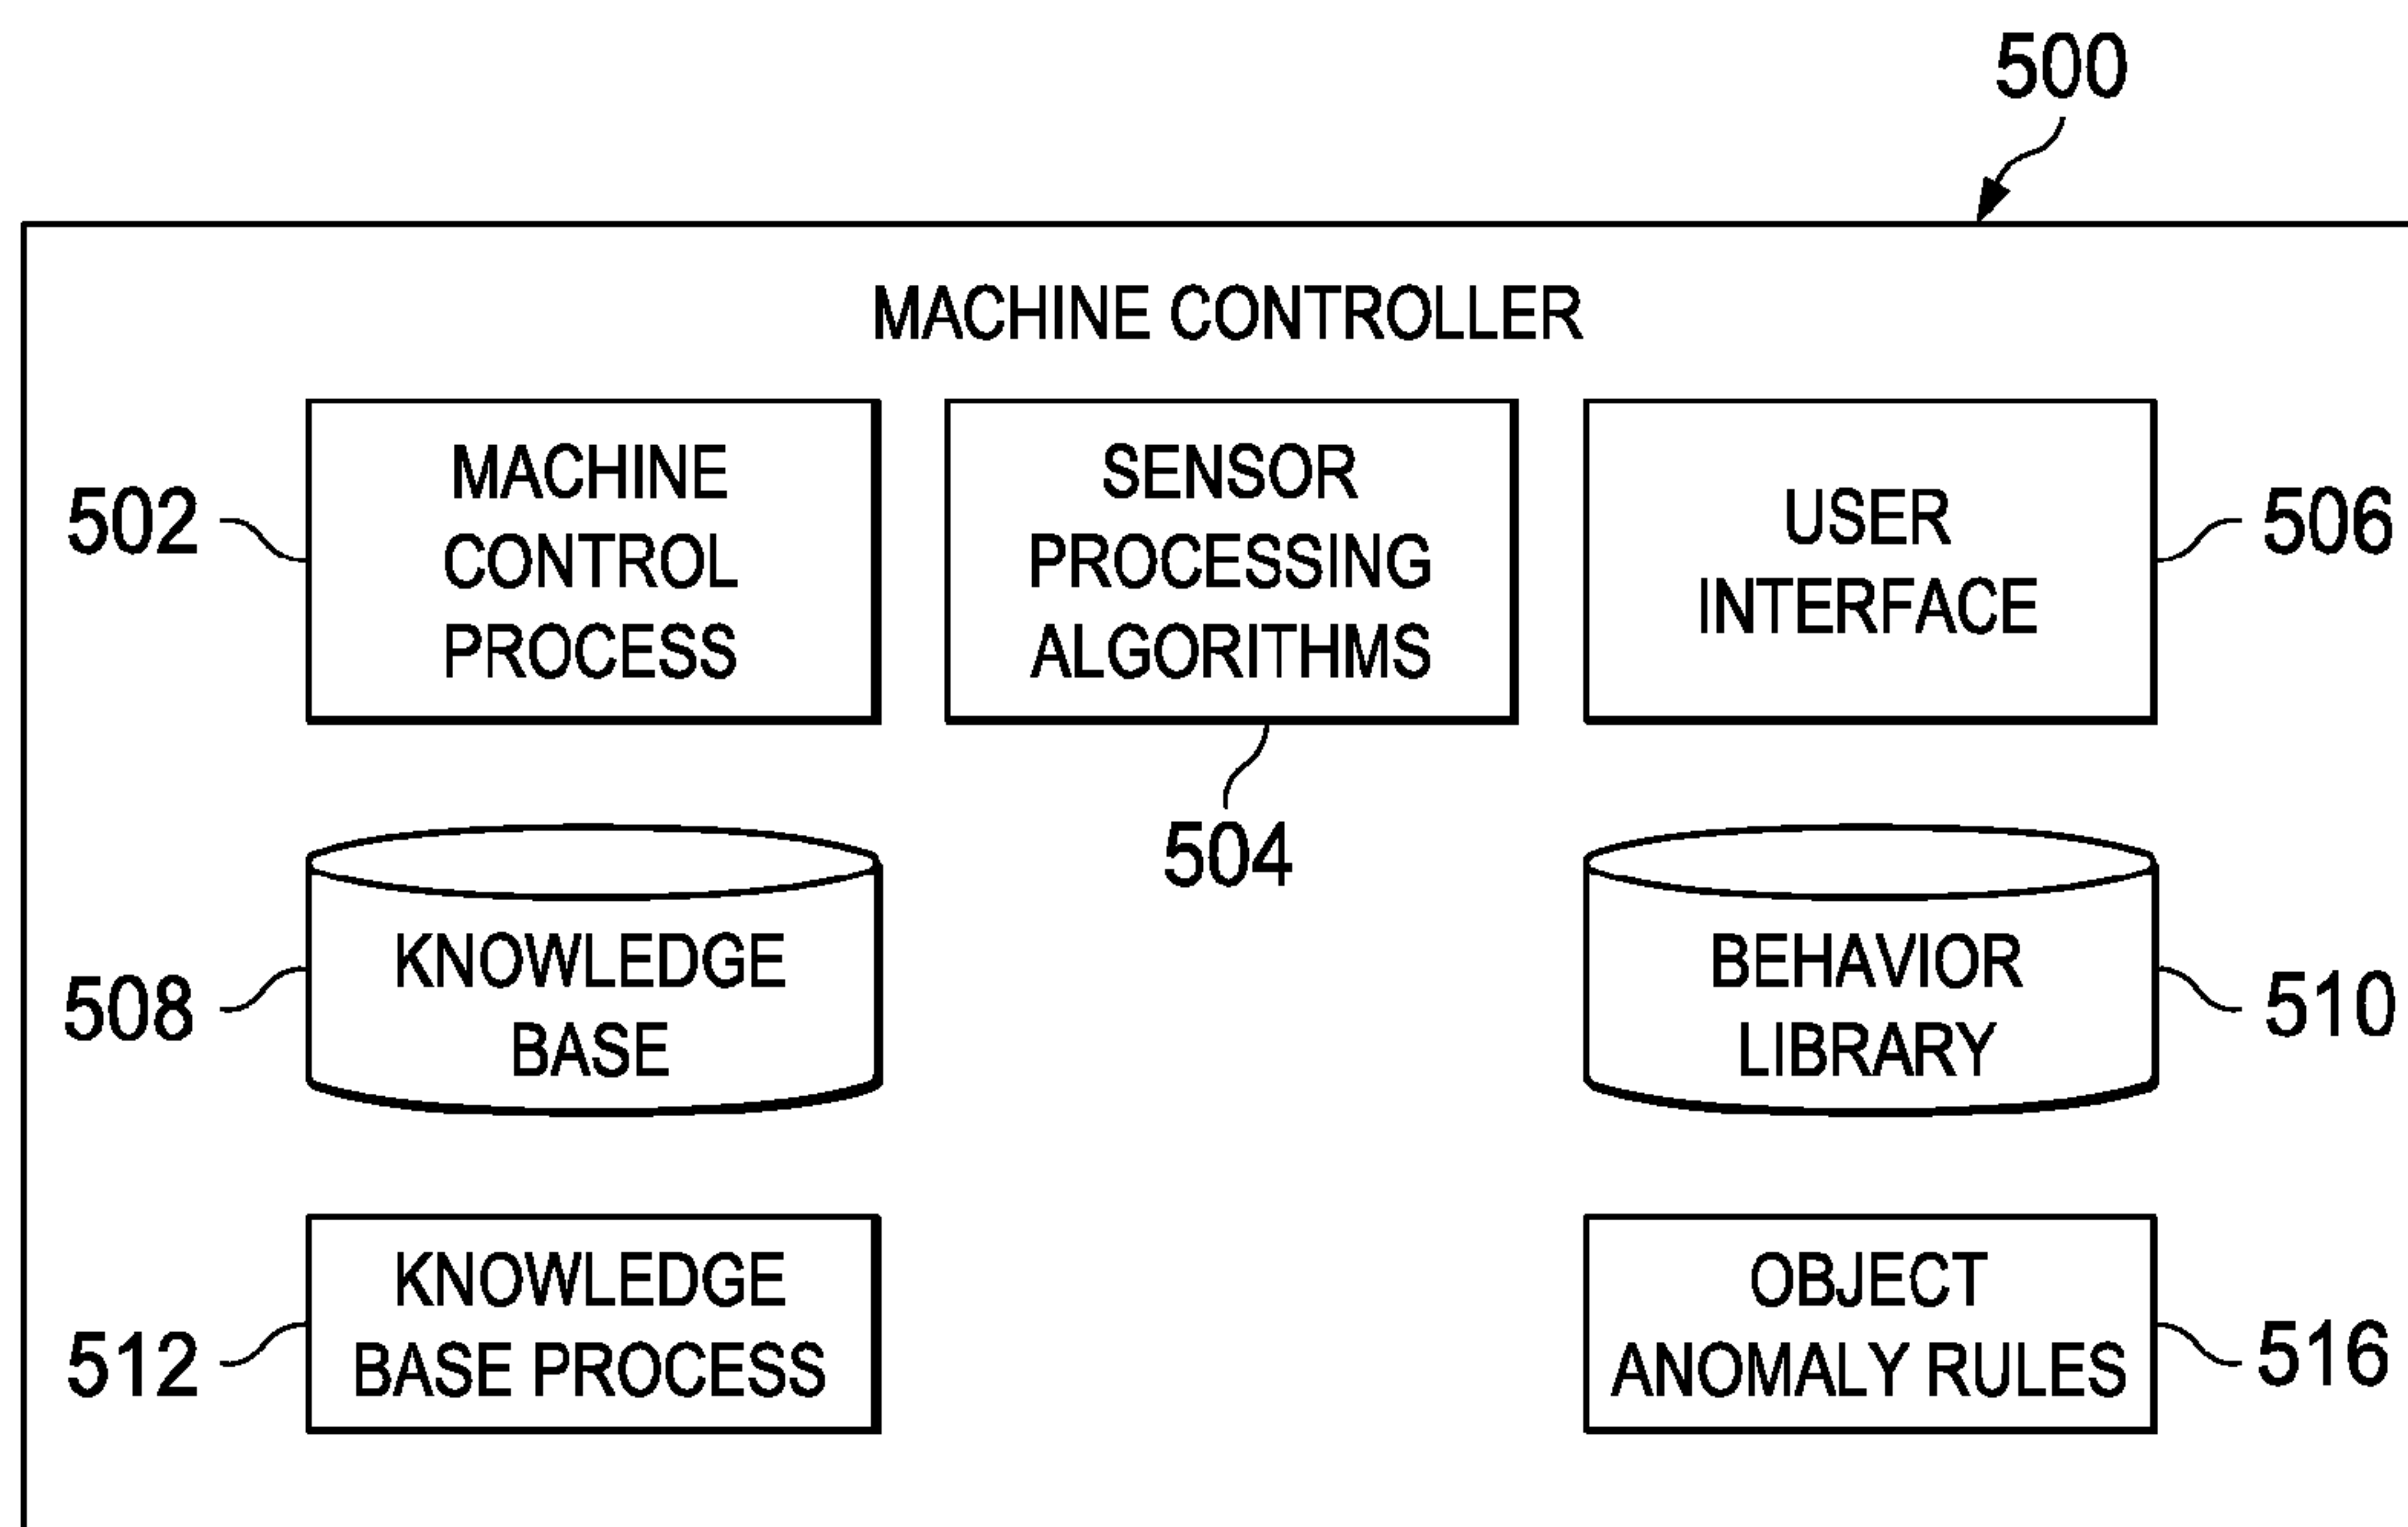 500
MACHINE CONTROLLER
502
MACHINE
CONTROL
PROCESS
SENSOR
PROCESSING
ALGORITHMS
504
USER
INTERFACE
506
508
KNOWLEDGE
BASE
BEHAVIOR
LIBRARY
510
512
KNOWLEDGE
BASE PROCESS
OBJECT
ANOMALY RULES
516